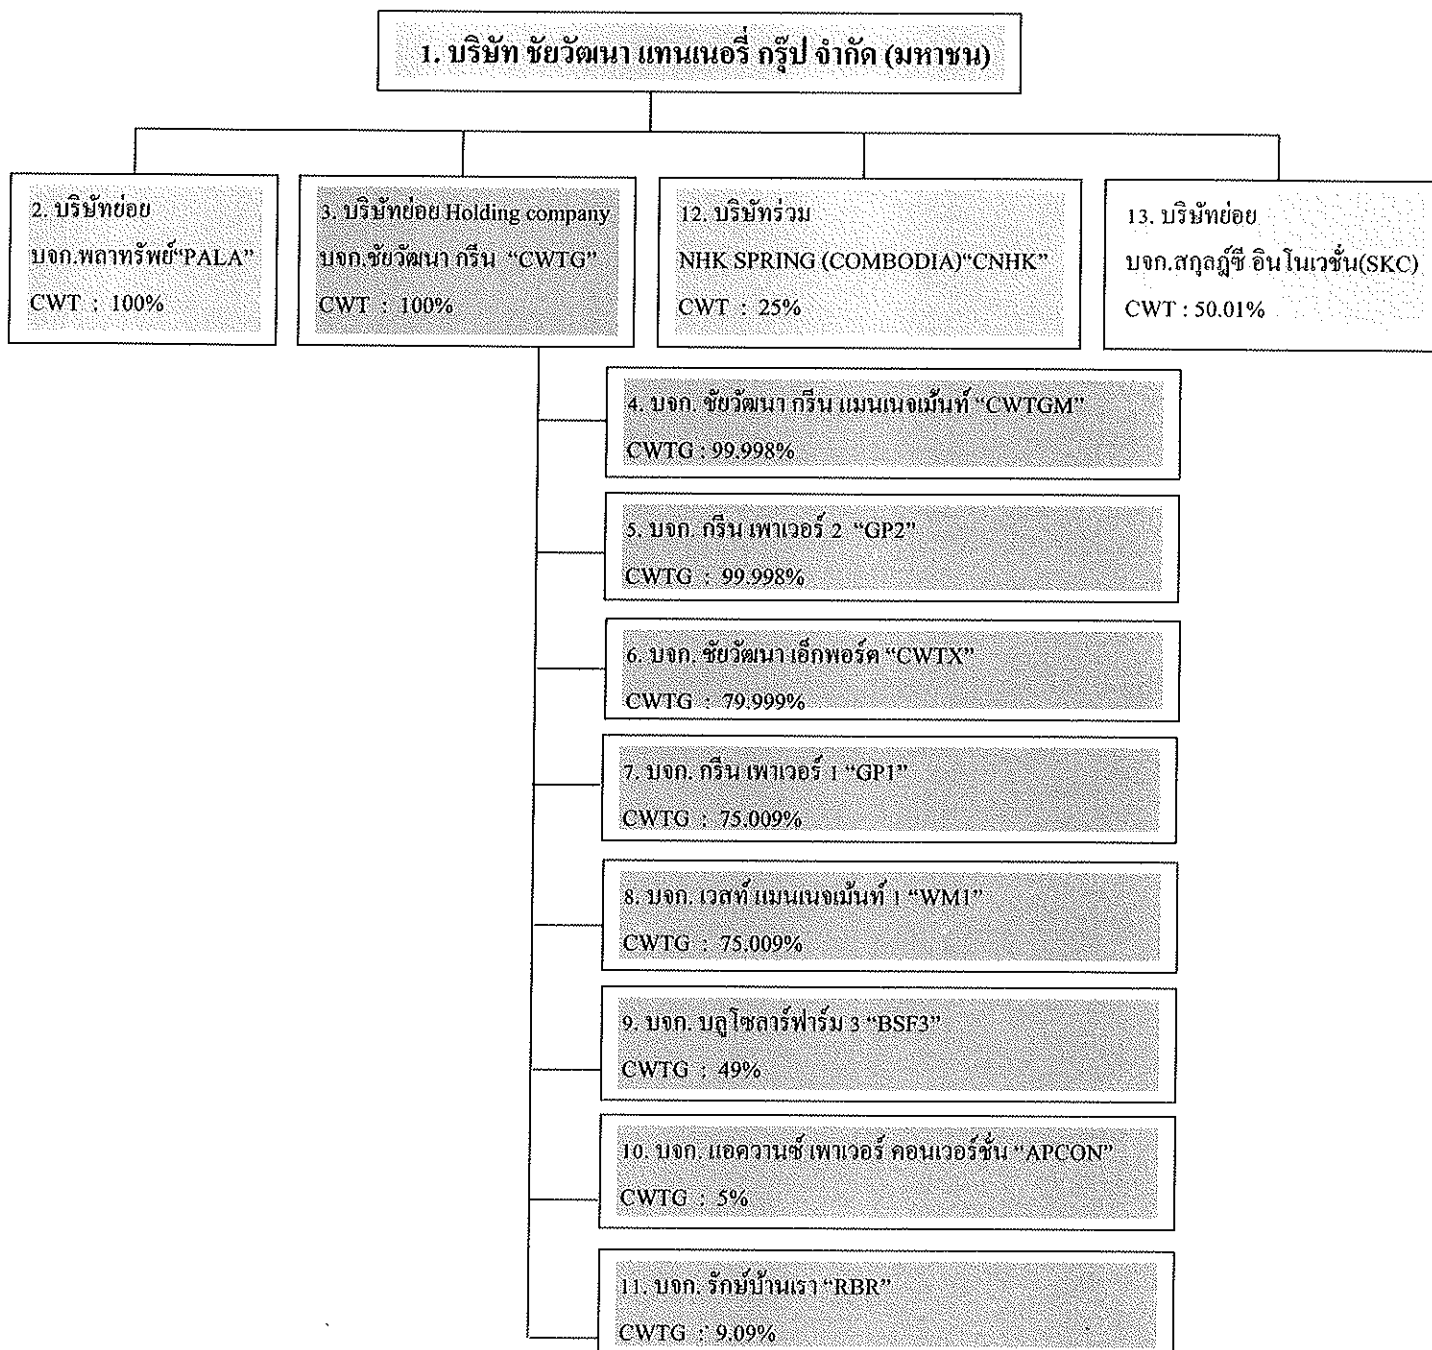 1. บริษัท ชัยวัฒนา แทนเนอรี่ กรุ๊ป จำกัด (มหาชน)
2. บริษัทย่อย
บจก.พลาทรัพย์“PALA”
CWT : 100%
3. บริษัทย่อย Holding company
บจก.ชัยวัฒนา กรีน “CWTG”
CWT : 100%
12. บริษัทร่วม
NHK SPRING (COMBODIA)“CNHK”
CWT : 25%
13. บริษัทย่อย
บจก.สกุลฎ์ซี อินโนเวชั่น(SKC)
CWT : 50.01%
4. บจก. ชัยวัฒนา กรีน แมนเนจเม้นท์ “CWTGM”
CWTG : 99.998%
5. บจก. กรีน เพาเวอร์ 2 “GP2”
CWTG : 99.998%
6. บจก. ชัยวัฒนา เอ็กพอร์ต “CWTX”
CWTG : 79.999%
7. บจก. กรีน เพาเวอร์ 1 “GP1”
CWTG : 75.009%
8. บจก. เวสท์ แมนเนจเม้นท์ 1 “WM1”
CWTG : 75.009%
9. บจก. บลูโซลาร์ฟาร์ม 3 “BSF3”
CWTG : 49%
10. บจก. แอดวานซ์ เพาเวอร์ คอนเวอร์ชั่น “APCON”
CWTG : 5%
11. บจก. รักษ์บ้านเรา “RBR”
CWTG : 9.09%